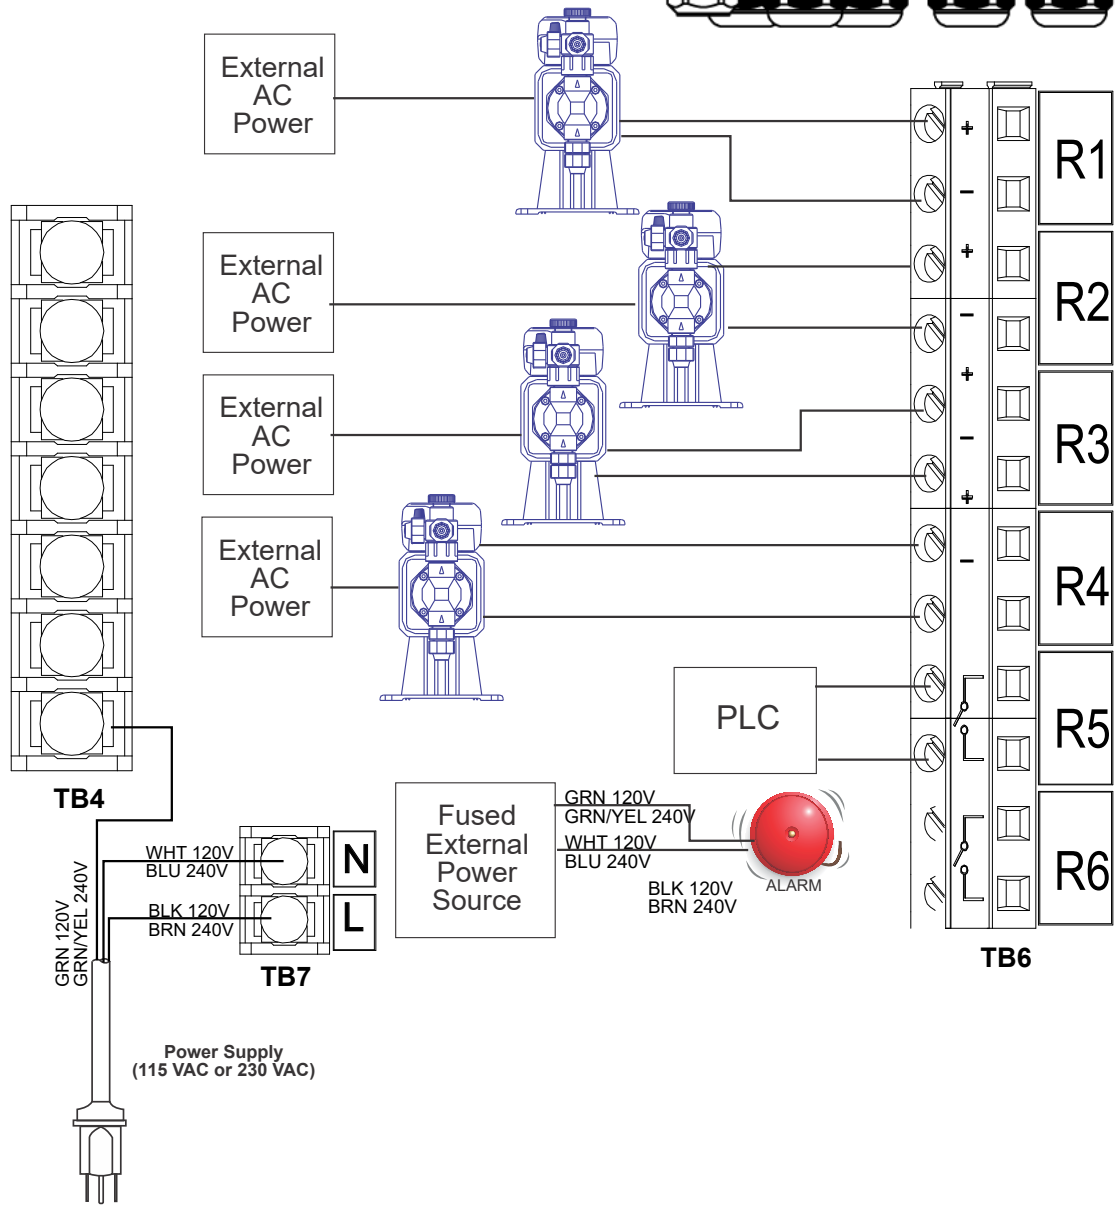 External
AC
Power
External
AC
Power
External
AC
Power
External
AC
Power
+
−
+
−
+
−
+
−
R1
R2
R3
R4
R5
R6
TB6
PLC
Fused
External
Power
Source
GRN 120V
GRN/YEL 240V
WHT 120V
BLU 240V
BLK 120V
BRN 240V
ALARM
TB4
WHT 120V
BLU 240V
N
BLK 120V
BRN 240V
L
TB7
GRN 120V
GRN/YEL 240V
Power Supply
(115 VAC or 230 VAC)